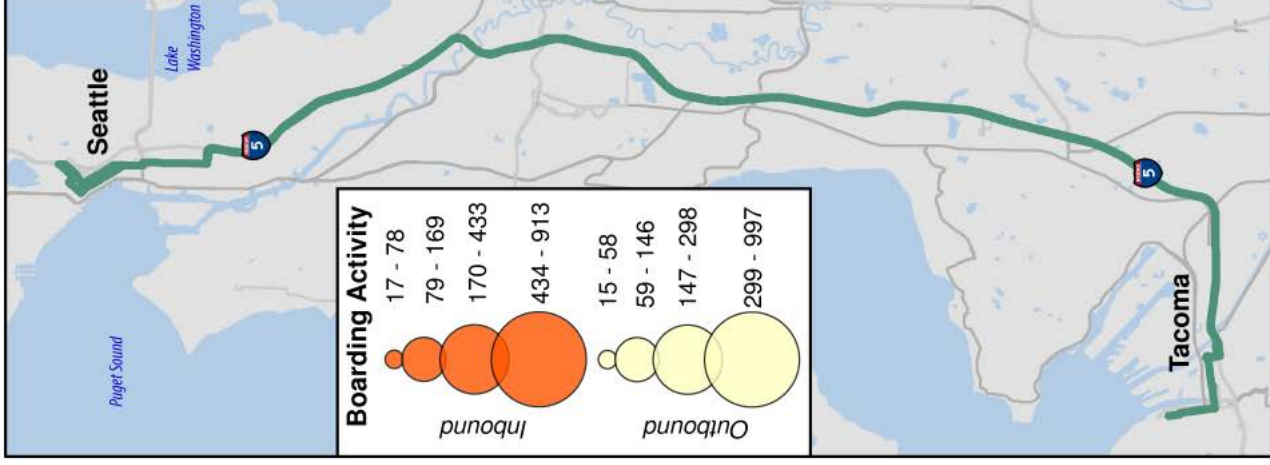 Lake
Washington
Seattle
5
Puget Sound
Boarding Activity
Inbound
17 - 78
79 - 169
170 - 433
434 - 913
Outbound
15 - 58
59 - 146
147 - 298
299 - 997
5
Tacoma